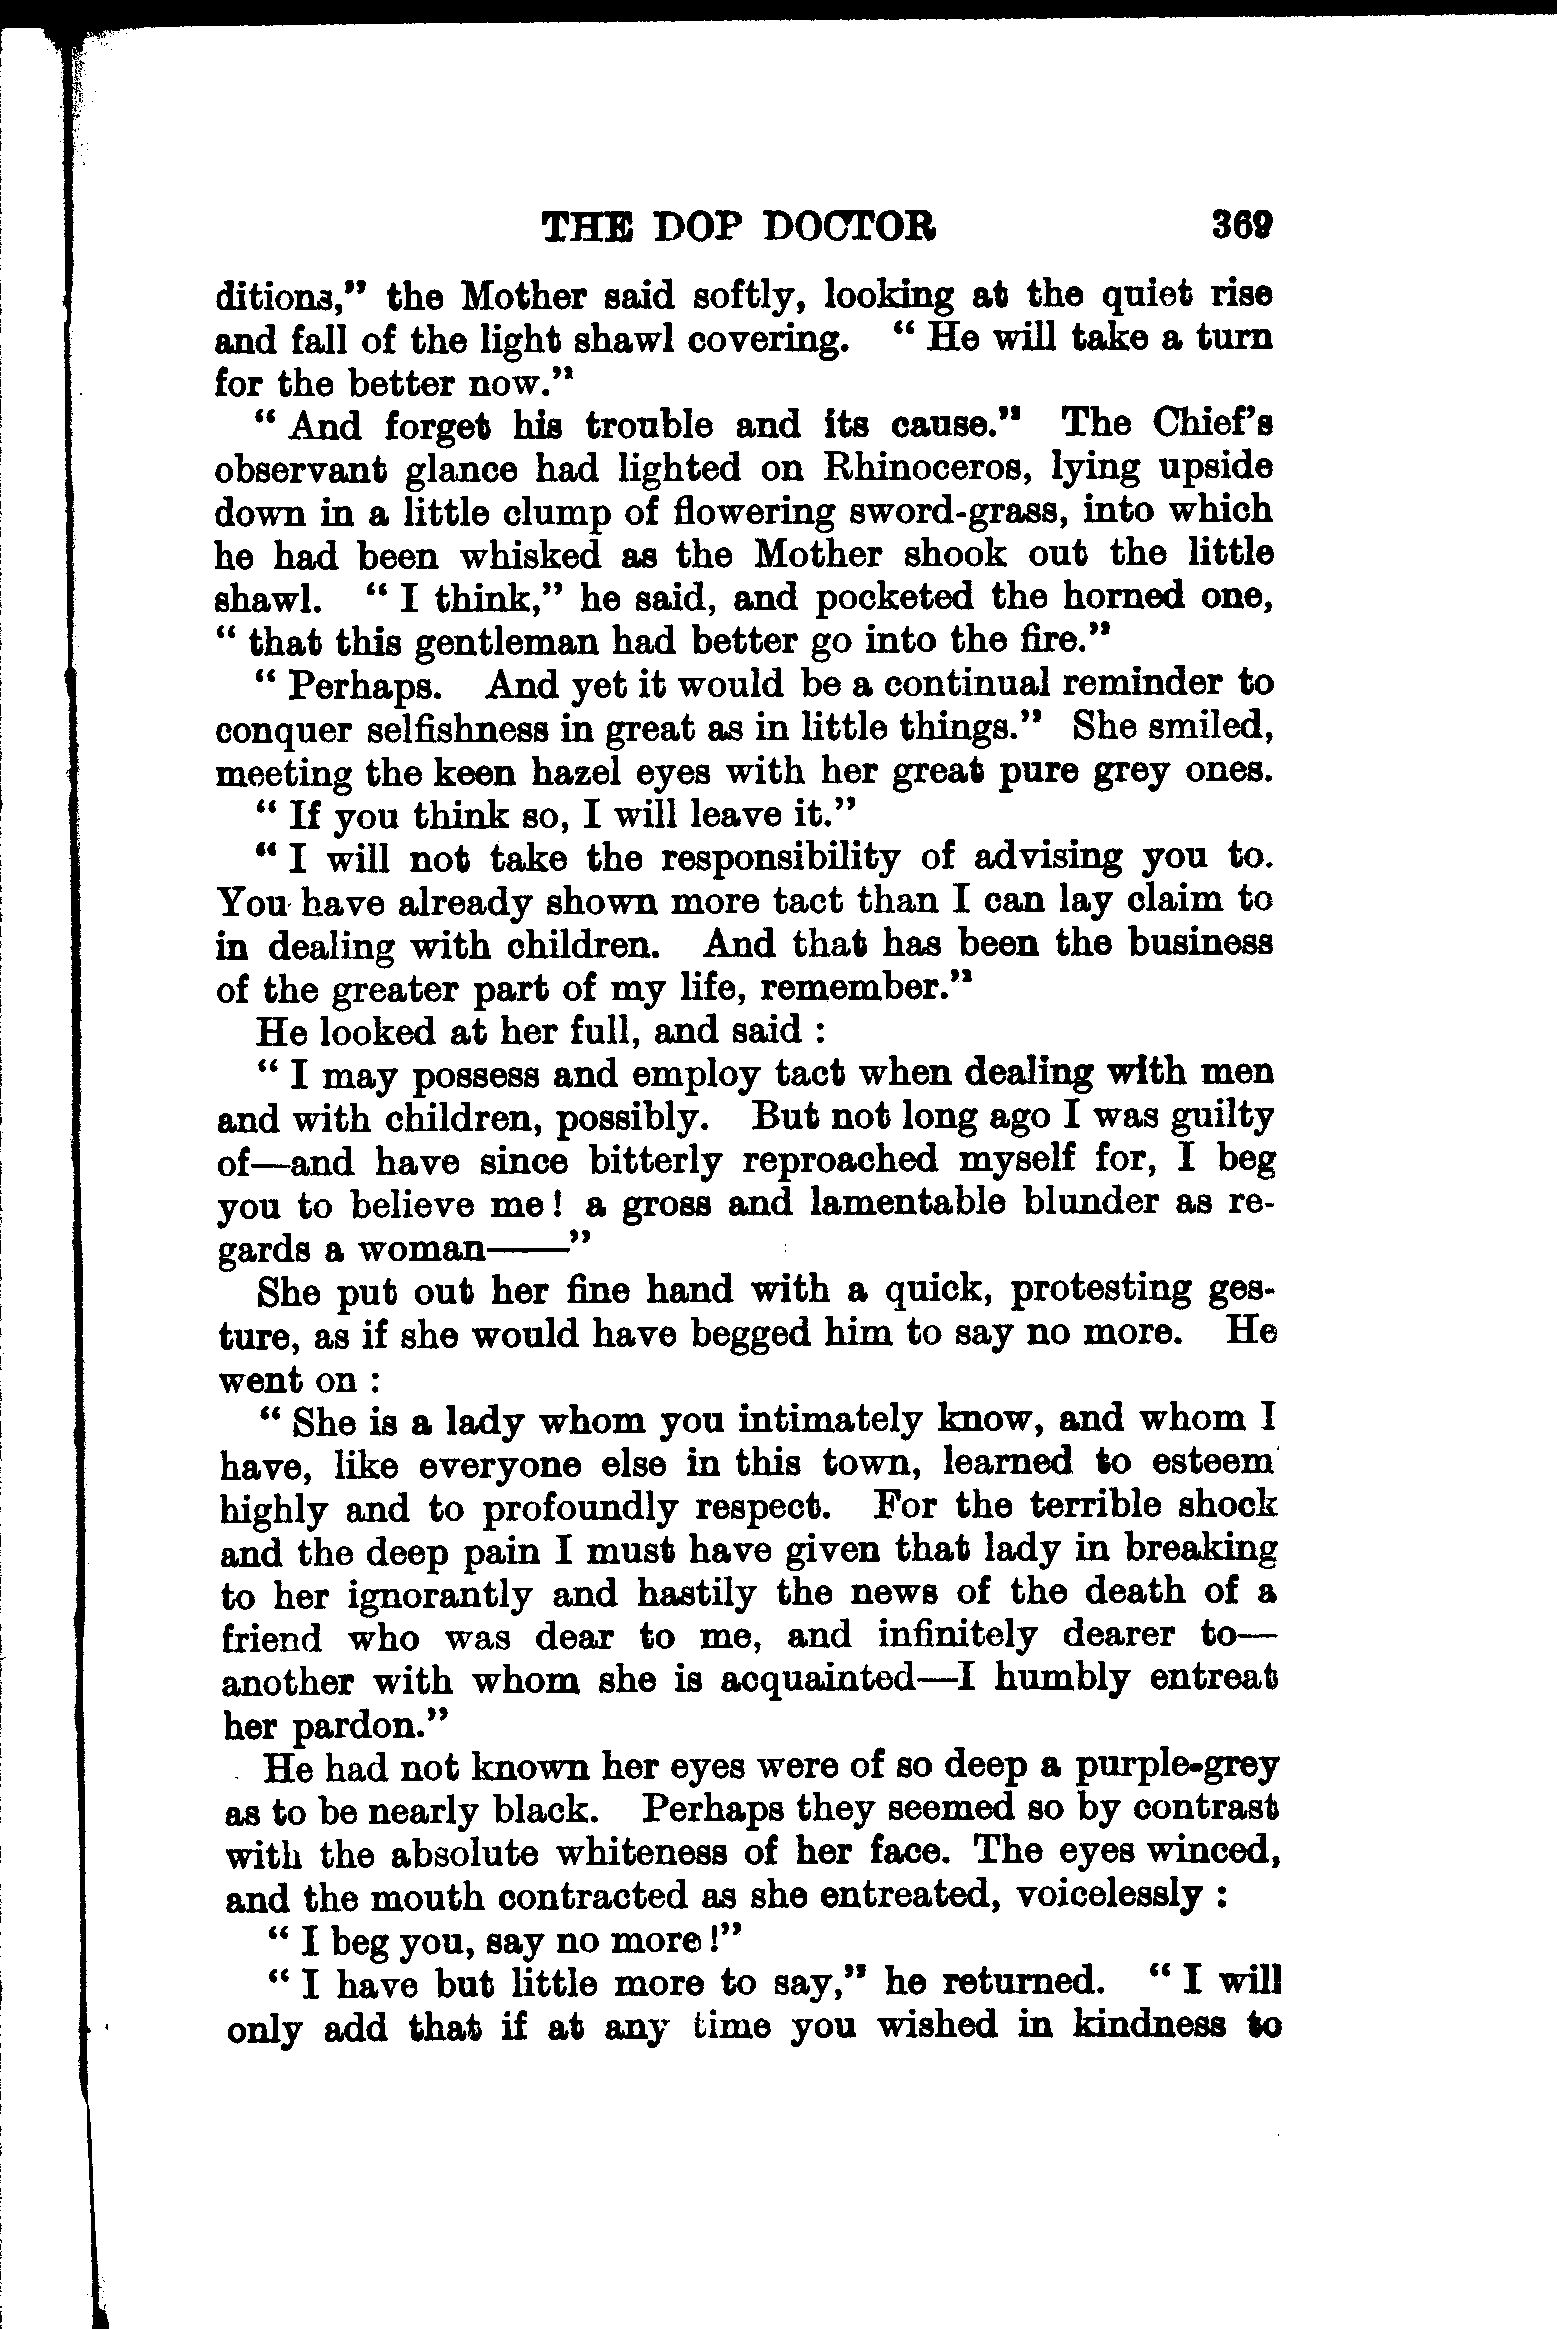 THE DOP DOCTOR 369
ditions,” the Mother said softly, looking at the quiet rise
and fall of the light shawl covering. “ He will take a turn
for the better now.”
“ And forget his trouble and its cause.” The Chief’s
observant glance had lighted on Rhinoceros, lying upside
down in a little clump of flowering sword-grass, into which
he had been whisked as the Mother shook out the little
shawl. “ I think,” he said, and pocketed the horned one,
“ that this gentleman had better go into the fire.”
“ Perhaps. And yet it would be a continual reminder to
conquer selfishness in great as in little things.” She smiled,
meeting the keen hazel eyes with her great pure grey ones.
“ If you think so, I will leave it.”
“ I will not take the responsibility of advising you to.
You have already shown more tact than I can lay claim to
in dealing with children. And that has been the business
of the greater part of my life, remember.”
He looked at her full, and said :
“ I may possess and employ tact when dealing with men
and with children, possibly. But not long ago I was guilty
of—and have since bitterly reproached myself for, I beg
you to believe me ! a gross and lamentable blunder as re-
gards a woman——”
She put out her fine hand with a quick, protesting ges-
ture, as if she would have begged him to say no more. He
went on :
“ She is a lady whom you intimately know, and whom I
have, like everyone else in this town, learned to esteem
highly and to profoundly respect. For the terrible shock
and the deep pain I must have given that lady in breaking
to her ignorantly and hastily the news of the death of a
friend who was dear to me, and infinitely dearer to—
another with whom she is acquainted—I humbly entreat
her pardon.”
He had not known her eyes were of so deep a purple-grey
as to be nearly black. Perhaps they seemed so by contrast
with the absolute whiteness of her face. The eyes winced,
and the mouth contracted as she entreated, voicelessly :
“ I beg you, say no more !”
“ I have but little more to say,” he returned. “ I will
only add that if at any time you wished in kindness to